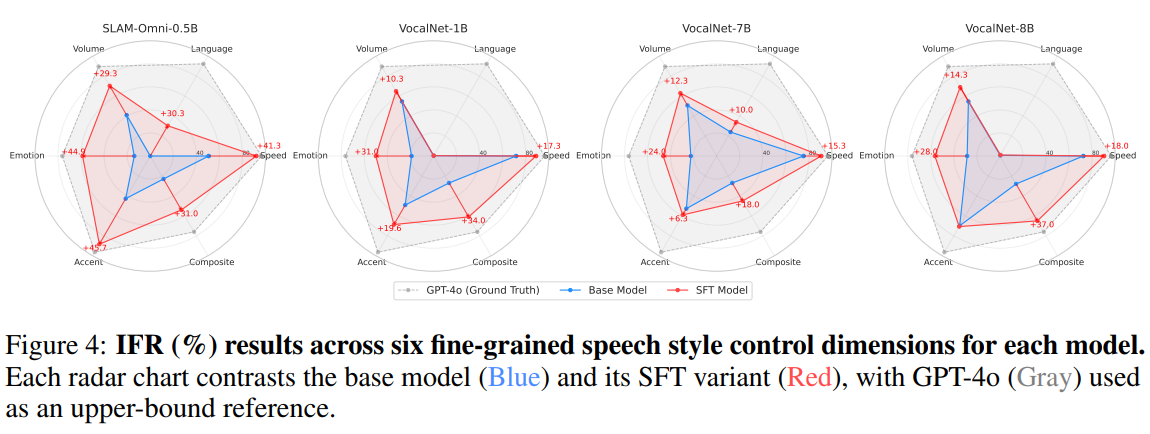 SLAM-Omni-0.5B
VocalNet-1B
VocalNet-7B
VocalNet-8B
Volume
Language
+29.3
+30.3
+41.3
+44.9
Emotion
40
80
Speed
+31.0
+45.7
Accent
Composite
Volume
Language
+10.3
+17.3
+31.0
Emotion
40
80
Speed
+34.0
+19.6
Accent
Composite
Volume
Language
+12.3
+10.0
+15.3
+24.0
Emotion
40
80
Speed
+18.0
+6.3
Accent
Composite
Volume
Language
+14.3
+18.0
+28.0
Emotion
40
80
Speed
+37.0
Accent
Composite
GPT-4o (Ground Truth) Base Model SFT Model
Figure 4: IFR (%) results across six fine-grained speech style control dimensions for each model.
Each radar chart contrasts the base model (Blue) and its SFT variant (Red), with GPT-4o (Gray) used
as an upper-bound reference.